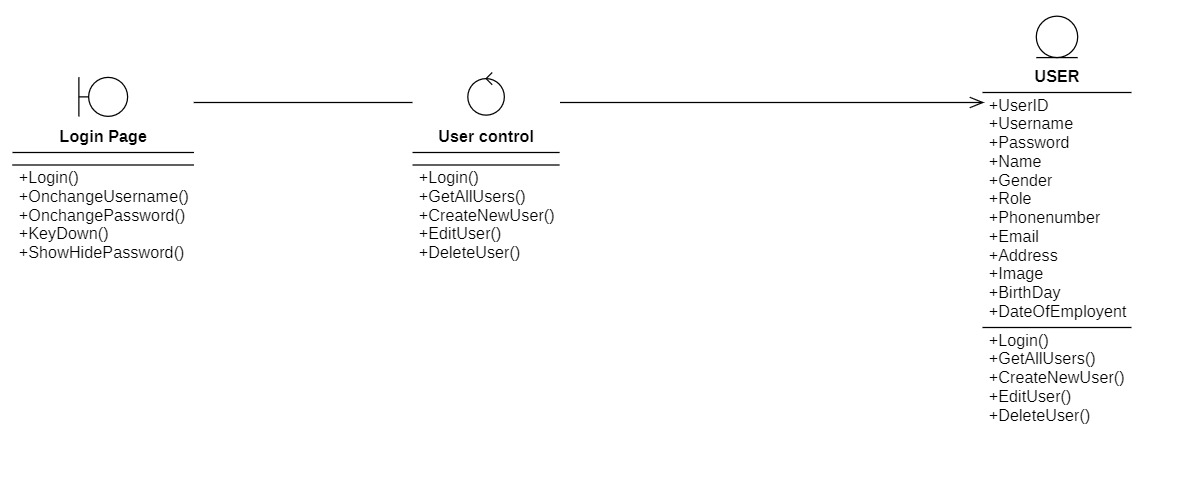 Login Page
+Login()
+OnchangeUsername()
+OnchangePassword()
+KeyDown()
+ShowHidePassword()
User control
+Login()
+GetAllUsers()
+CreateNewUser()
+EditUser()
+DeleteUser()
USER
+UserID
+Username
+Password
+Name
+Gender
+Role
+Phonenumber
+Email
+Address
+Image
+BirthDay
+DateOfEmployent
+Login()
+GetAllUsers()
+CreateNewUser()
+EditUser()
+DeleteUser()